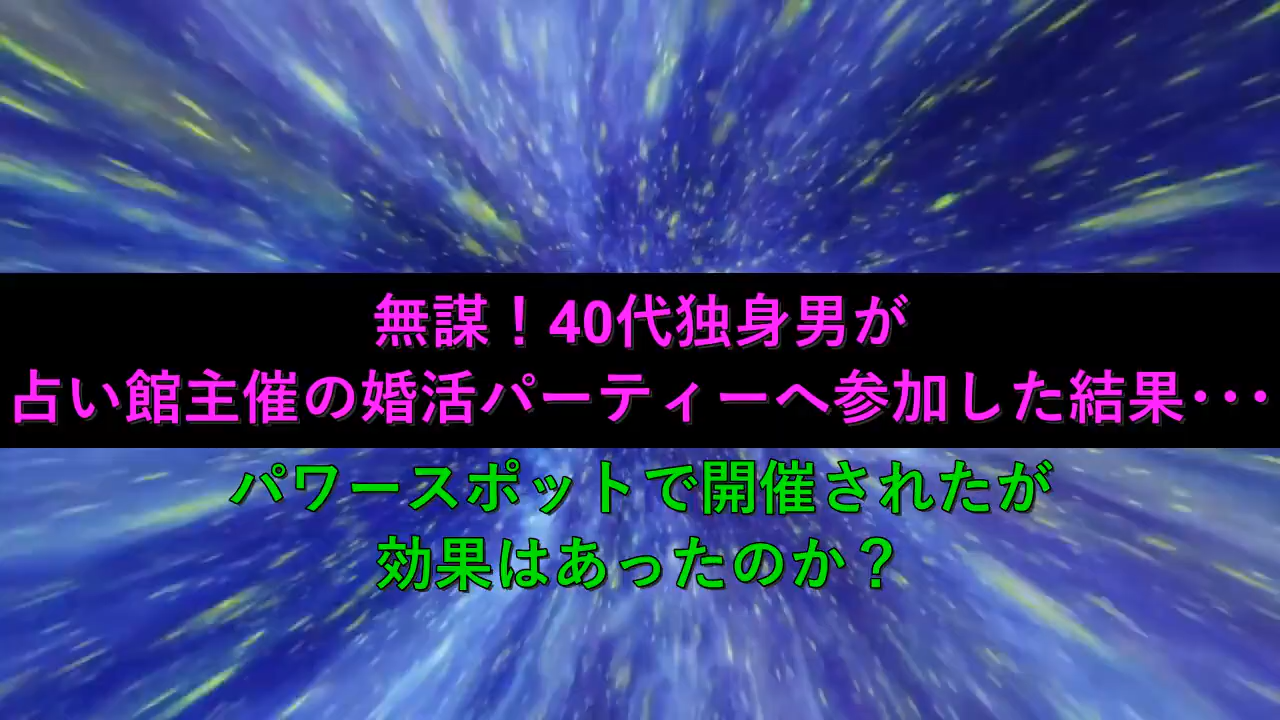 無謀！40代独身男が
占い館主催の婚活パーティーへ参加した結果･･･
パワースポットで開催されたが
効果はあったのか？